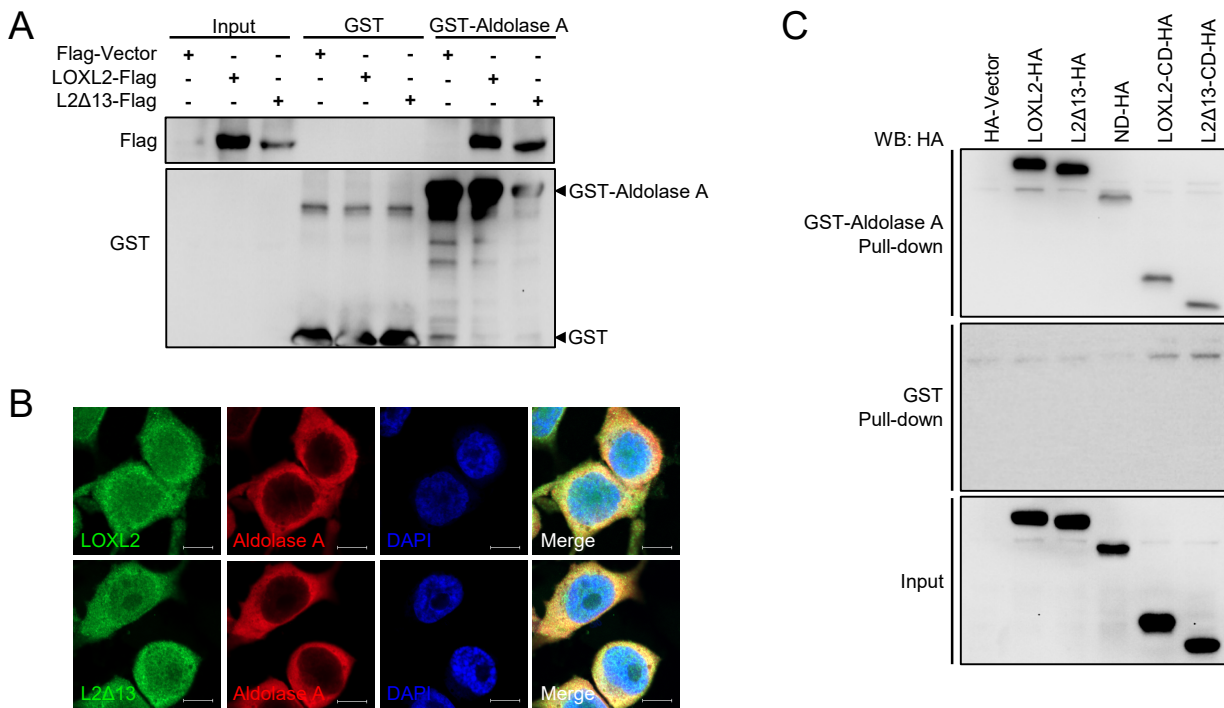 A
Input GST GST-Aldolase A
Flag-Vector + - - + - - + - -
LOXL2-Flag - + - - + - - + -
L2Δ13-Flag - - + - - + - - +
Flag
GST-Aldolase A
GST
GST
B
LOXL2 Aldolase A DAPI Merge
L2Δ13 Aldolase A DAPI Merge
C
HA-Vector
LOXL2-HA
L2Δ13-HA
ND-HA
LOXL2-CD-HA
L2Δ13-CD-HA
WB: HA
GST-Aldolase A
Pull-down
GST
Pull-down
Input